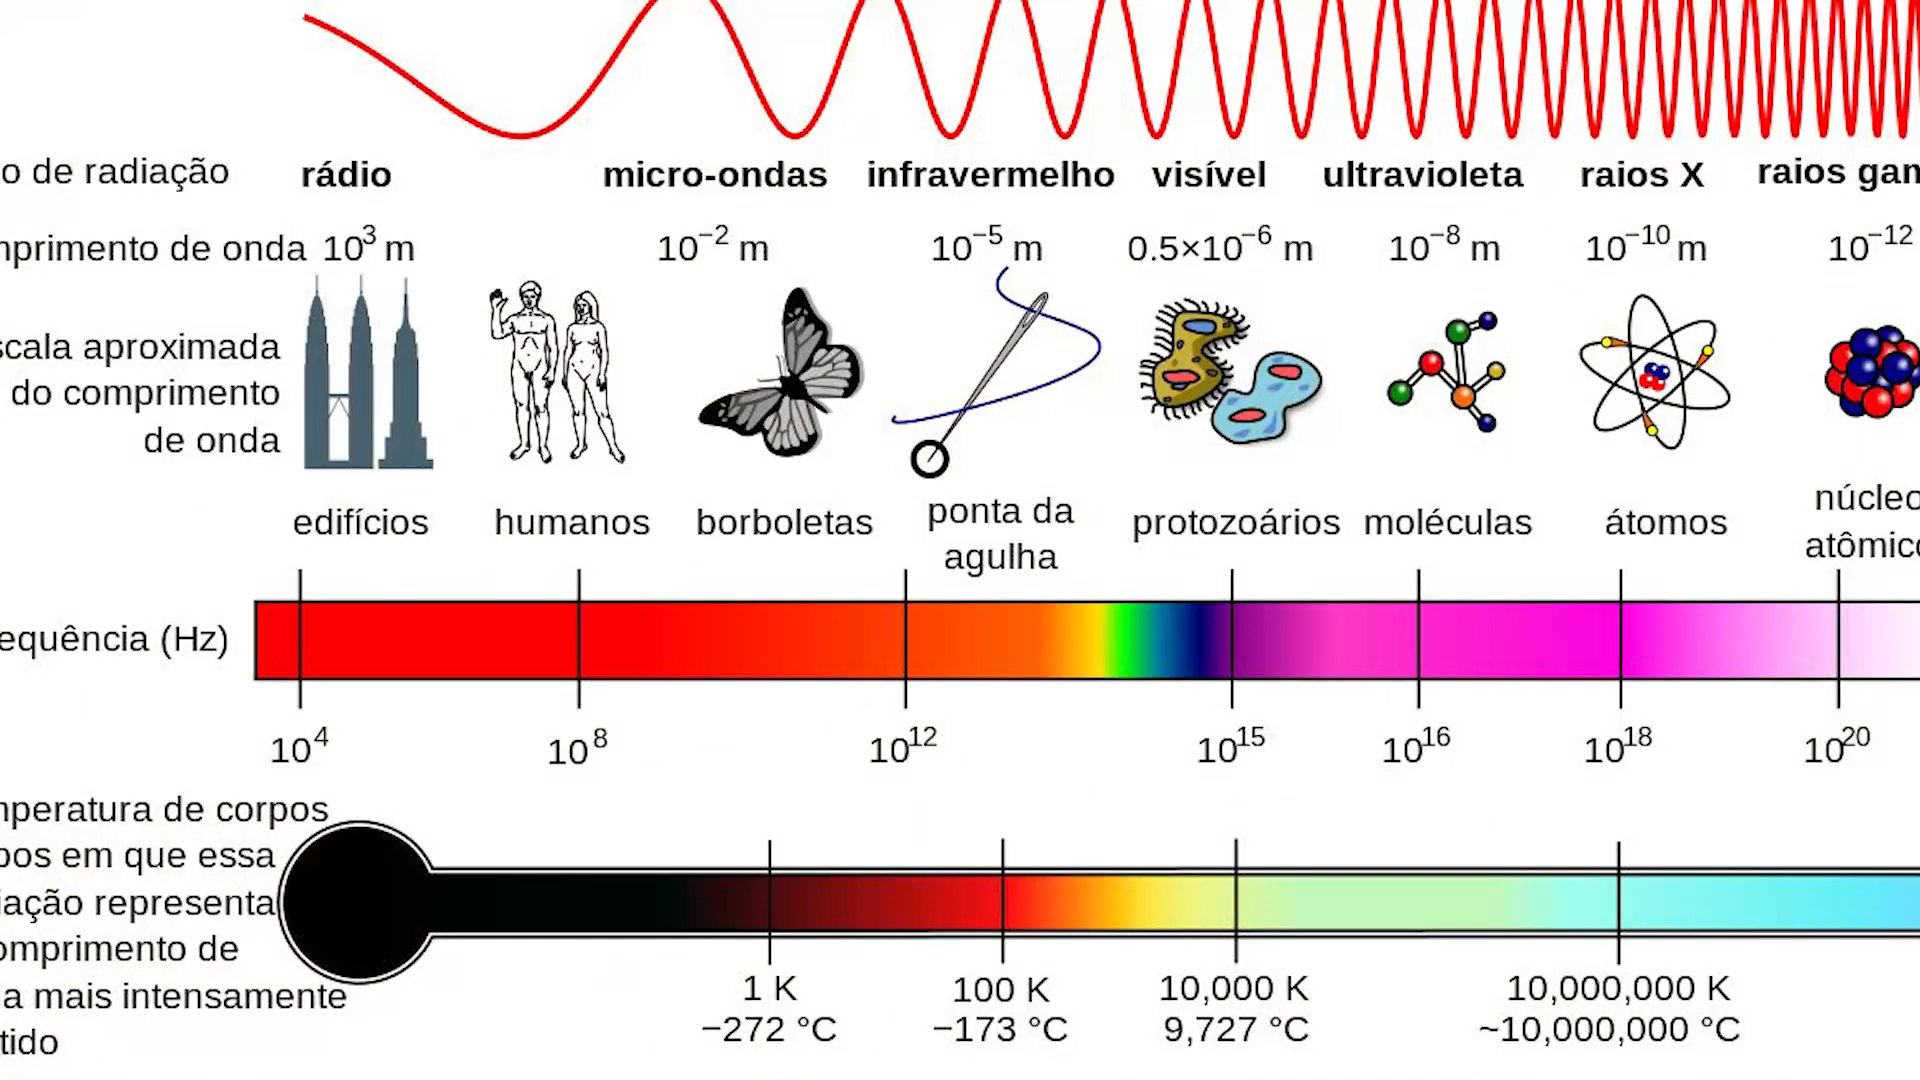 o de radiação rádio micro-ondas infravermelho visível ultravioleta raios X raios gam
mprimento de onda 10³ m 10⁻² m 10⁻⁵ m 0.5×10⁻⁶ m 10⁻⁸ m 10⁻¹⁰ m 10⁻¹²
scala aproximada
do comprimento
de onda
edifícios humanos borboletas ponta da agulha protozoários moléculas átomos núcleo atômico
equência (Hz)
10⁴ 10⁸ 10¹² 10¹⁵ 10¹⁶ 10¹⁸ 10²⁰
mperatura de corpos
pos em que essa
iação representa
omprimento de
a mais intensamente
tido
1 K 100 K 10,000 K 10,000,000 K
−272 °C −173 °C 9,727 °C ~10,000,000 °C